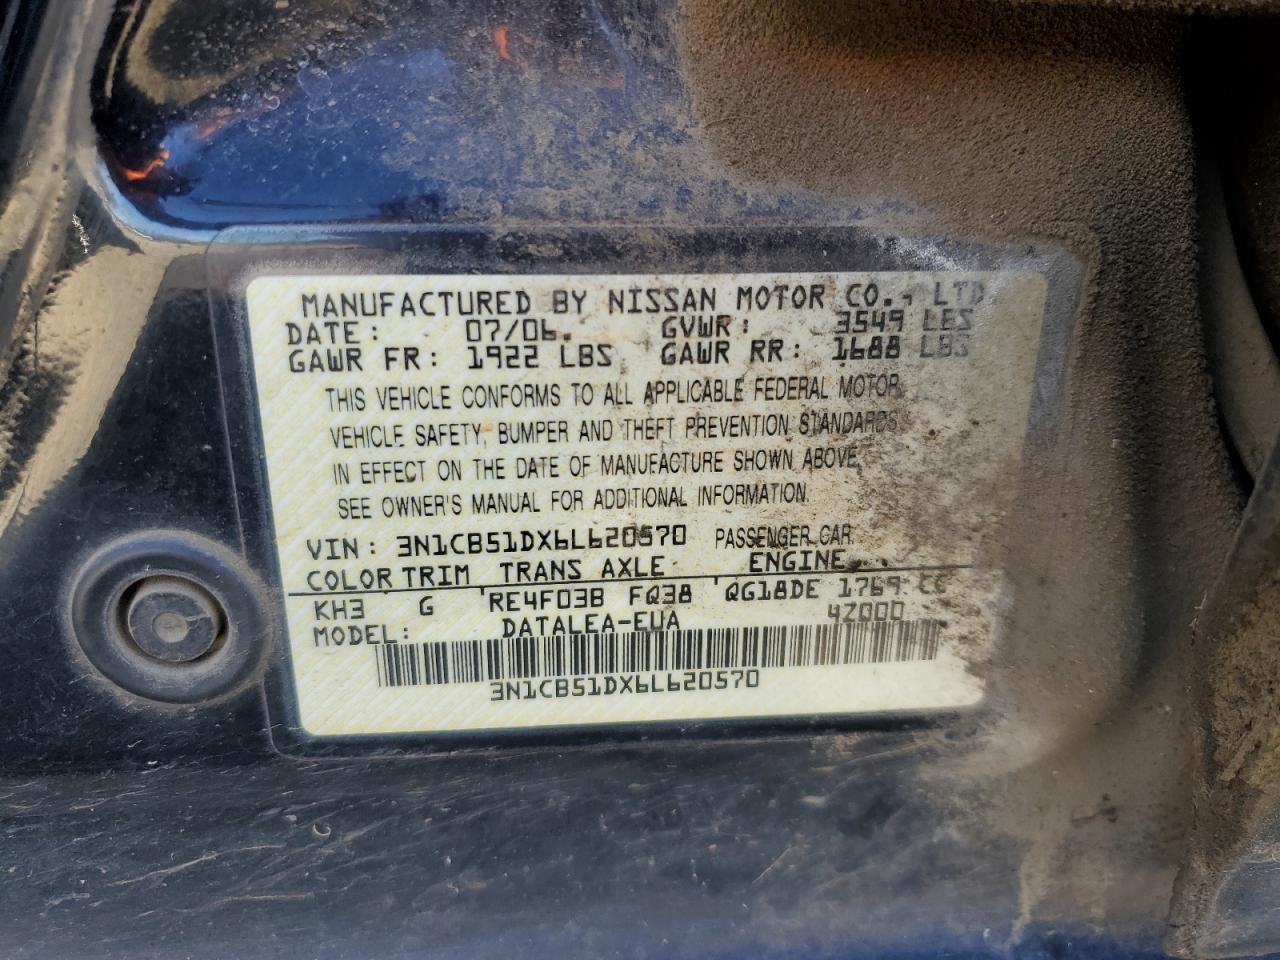 MANUFACTURED BY NISSAN MOTOR CO., LTD.
DATE: 07/06. GVWR: 3549 LBS
GAWR FR: 1922 LBS GAWR RR: 1688 LBS
THIS VEHICLE CONFORMS TO ALL APPLICABLE FEDERAL MOTOR
VEHICLE SAFETY, BUMPER AND THEFT PREVENTION STANDARDS
IN EFFECT ON THE DATE OF MANUFACTURE SHOWN ABOVE.
SEE OWNER'S MANUAL FOR ADDITIONAL INFORMATION.
VIN: 3N1CB51DX6L620570 PASSENGER CAR
COLOR TRIM TRANS AXLE ENGINE
KH3 G RE4F03B FQ38 QG18DE 1769 CC
MODEL: DATALEA-EUA 4Z000
3N1CB51DX6L620570